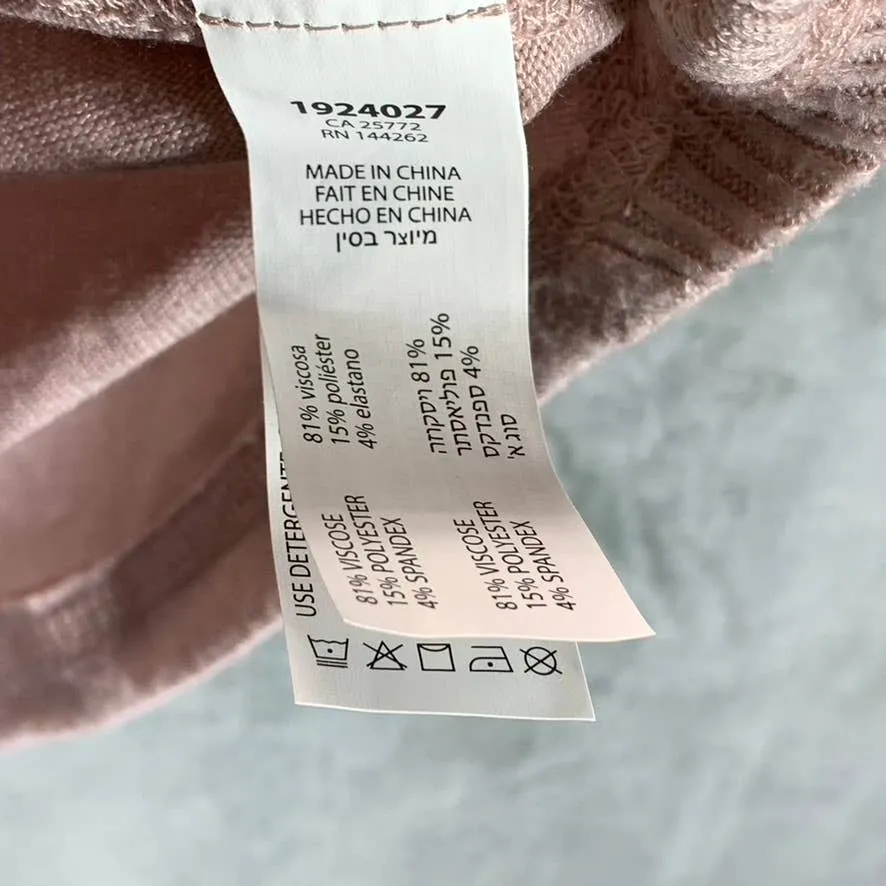 1924027
CA 25772
RN 144262
MADE IN CHINA
FAIT EN CHINE
HECHO EN CHINA
מיוצר בסין
81% viscosa
15% poliéster
4% elastano
81% ויסקוזה
15% פוליאסתר
4% ספנדקס
סוג א'
81% VISCOSE
15% POLYESTER
4% SPANDEX
81% VISCOSE
15% POLYESTER
4% SPANDEX
USE DETERGENT